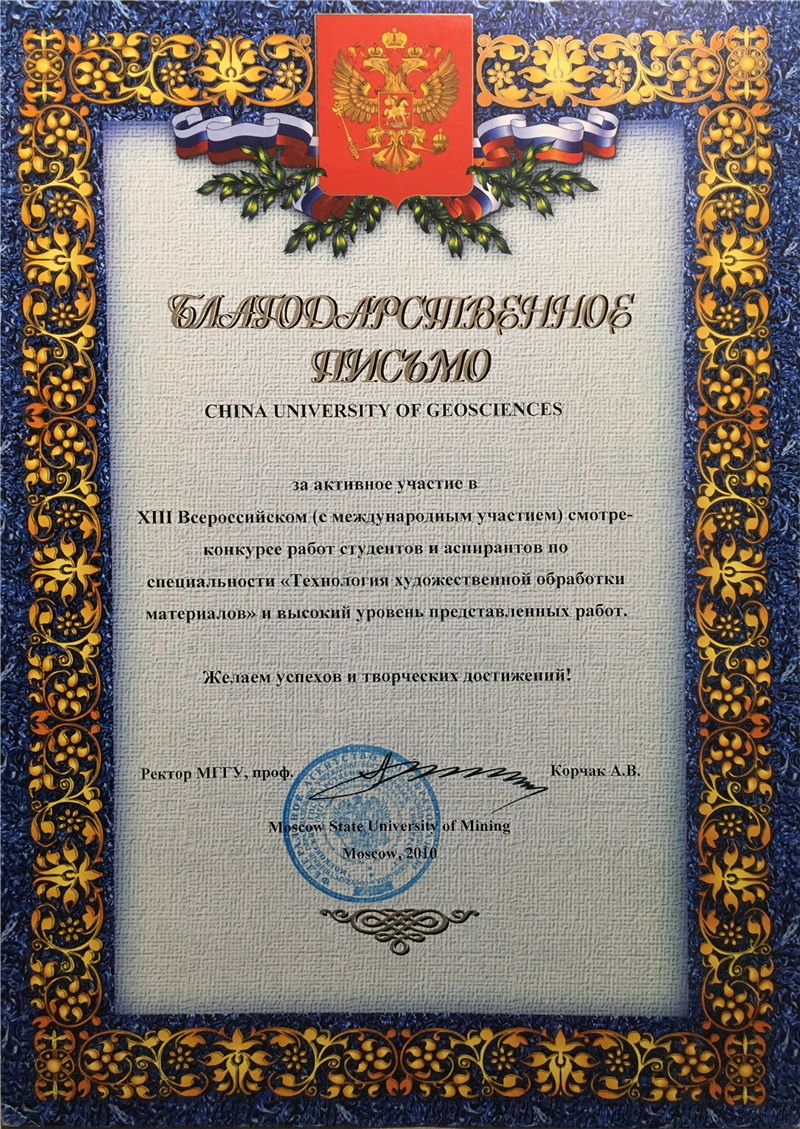 БЛАГОДАРСТВЕННОЕ
ПИСЬМО
CHINA UNIVERSITY OF GEOSCIENCES
за активное участие в
XIII Всероссийском (с международным участием) смотре-
конкурсе работ студентов и аспирантов по
специальности «Технология художественной обработки
материалов» и высокий уровень представленных работ.
Желаем успехов и творческих достижений!
Ректор МГГУ, проф.
Корчак А.В.
Moscow State University of Mining
Moscow, 2010